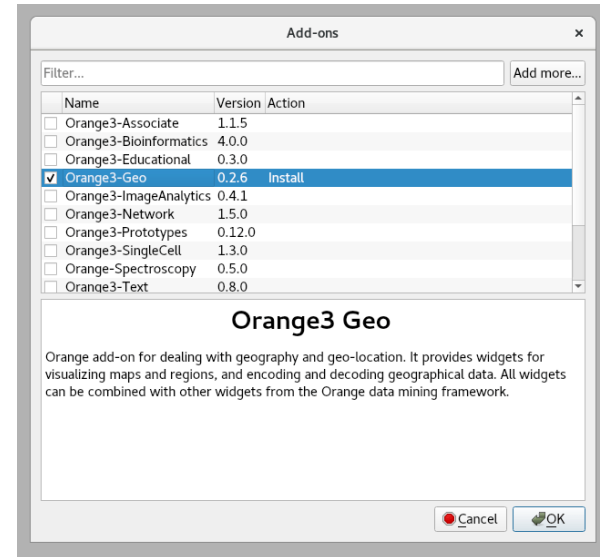 Add-ons
×
Filter...
Add more...
Name Version Action
Orange3-Associate 1.1.5
Orange3-Bioinformatics 4.0.0
Orange3-Educational 0.3.0
Orange3-Geo 0.2.6 Install
Orange3-ImageAnalytics 0.4.1
Orange3-Network 1.5.0
Orange3-Prototypes 0.12.0
Orange3-SingleCell 1.3.0
Orange-Spectroscopy 0.5.0
Orange3-Text 0.8.0
Orange3 Geo
Orange add-on for dealing with geography and geo-location. It provides widgets for
visualizing maps and regions, and encoding and decoding geographical data. All widgets
can be combined with other widgets from the Orange data mining framework.
Cancel
OK